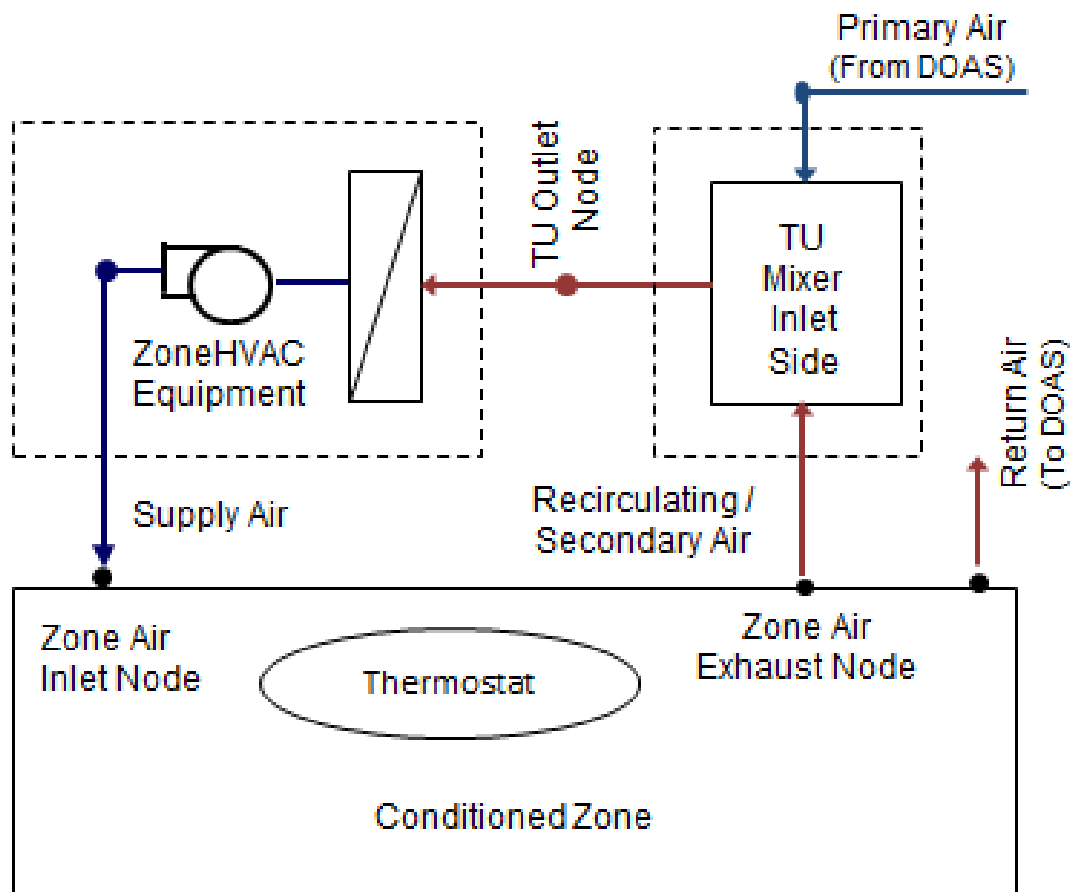 Primary Air
(From DOAS)
TU Outlet
Node
TU
Mixer
Inlet
Side
ZoneHVAC
Equipment
Return Air
(To DOAS)
Supply Air
Recirculating /
Secondary Air
Zone Air
Inlet Node
Thermostat
Zone Air
Exhaust Node
Conditioned Zone